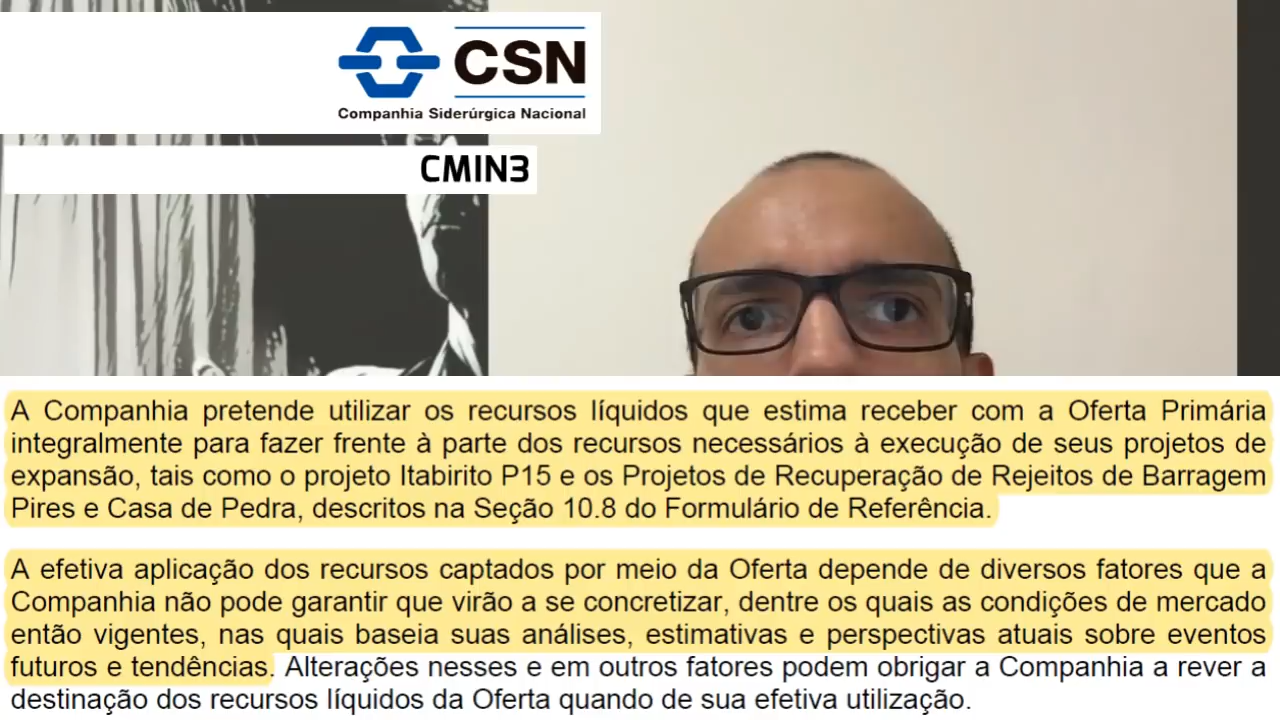 CSN
Companhia Siderúrgica Nacional
CMIN3
A Companhia pretende utilizar os recursos líquidos que estima receber com a Oferta Primária
integralmente para fazer frente à parte dos recursos necessários à execução de seus projetos de
expansão, tais como o projeto Itabirito P15 e os Projetos de Recuperação de Rejeitos de Barragem
Pires e Casa de Pedra, descritos na Seção 10.8 do Formulário de Referência.
A efetiva aplicação dos recursos captados por meio da Oferta depende de diversos fatores que a
Companhia não pode garantir que virão a se concretizar, dentre os quais as condições de mercado
então vigentes, nas quais baseia suas análises, estimativas e perspectivas atuais sobre eventos
futuros e tendências. Alterações nesses e em outros fatores podem obrigar a Companhia a rever a
destinação dos recursos líquidos da Oferta quando de sua efetiva utilização.